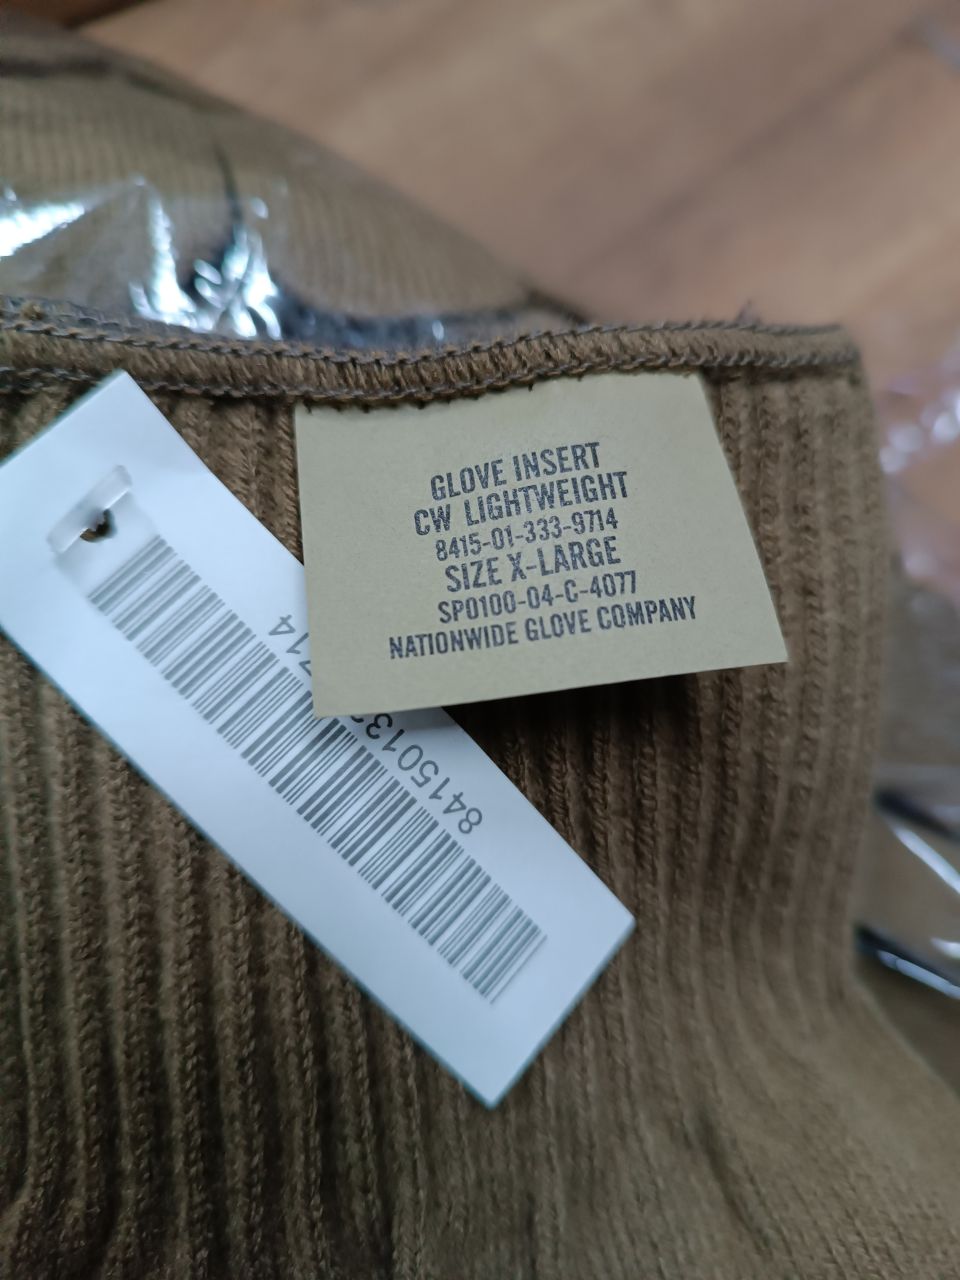 GLOVE INSERT
CW LIGHTWEIGHT
8415-01-333-9714
SIZE X-LARGE
SP0100-04-C-4077
NATIONWIDE GLOVE COMPANY